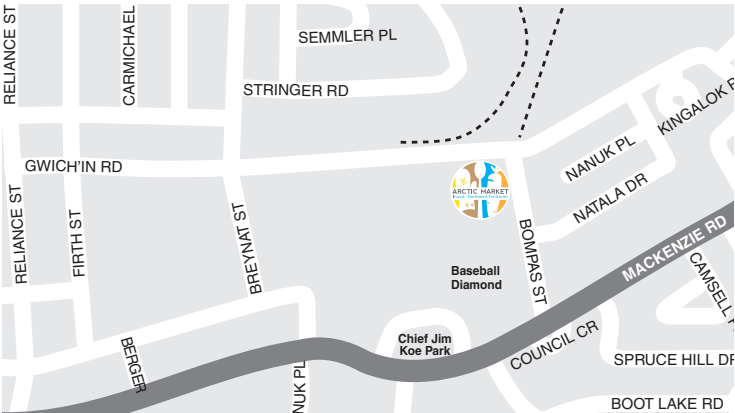 RELIANCE ST
CARMICHAEL
SEMMLER PL
STRINGER RD
KINGALOK
GWICH'IN RD
NANUK PL
ARCTIC MARKET
NATALA DR
RELIANCE ST
FIRTH ST
BREYNAT ST
BOMPAS ST
MACKENZIE RD
Baseball
Diamond
CAMSELL
BERGER
Chief Jim
Koe Park
COUNCIL CR
SPRUCE HILL DR
NUK PL
BOOT LAKE RD